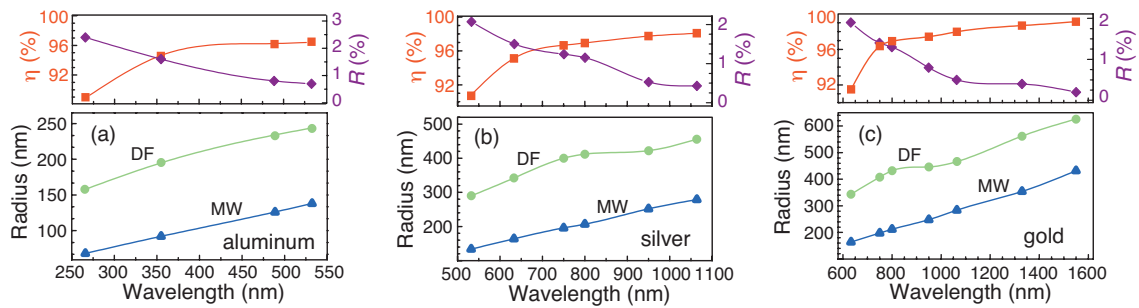 100
96
92
88
η (%)
3
2
1
0
R (%)
250
200
150
100
Radius (nm)
(a)
DF
MW
aluminum
250 300 350 400 450 500 550
Wavelength (nm)
100
96
92
η (%)
2
1
0
R (%)
500
400
300
200
Radius (nm)
(b)
DF
MW
silver
500 600 700 800 900 1000 1100
Wavelength (nm)
100
96
92
η (%)
2
1
0
R (%)
600
500
400
300
200
Radius (nm)
(c)
DF
MW
gold
600 800 1000 1200 1400 1600
Wavelength (nm)